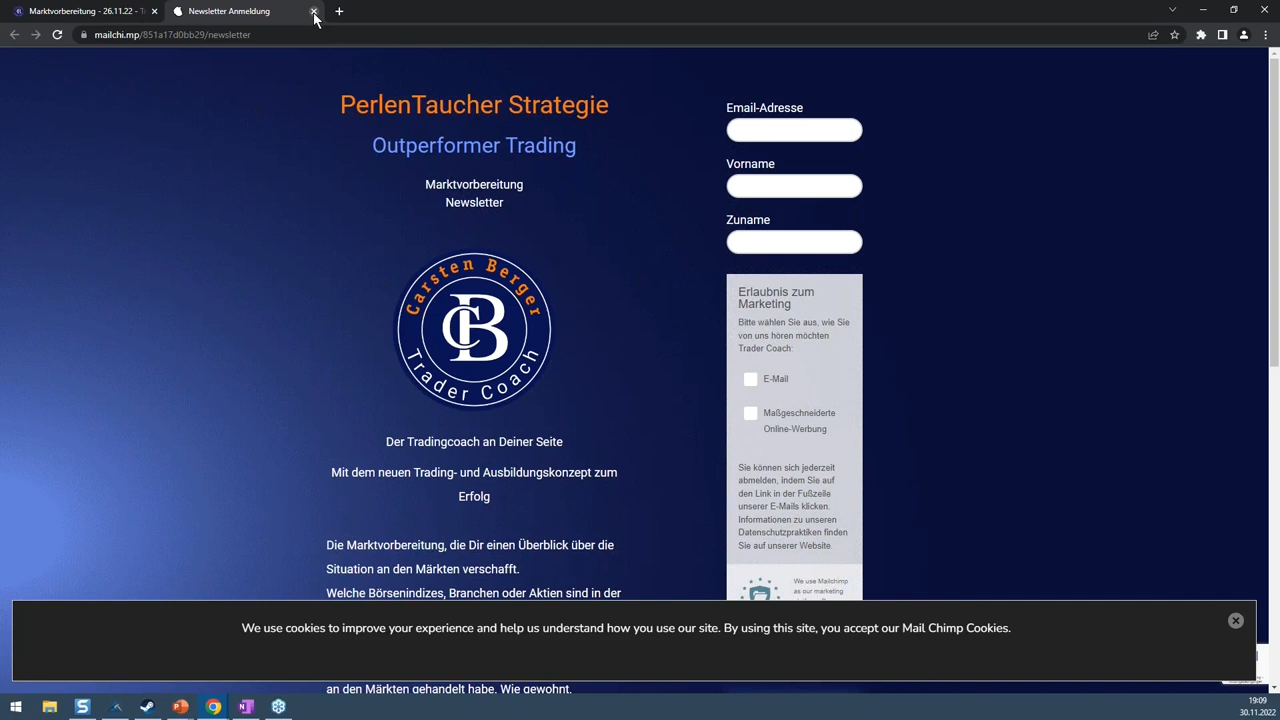 Marktvorbereitung - 26.11.22 - T
Newsletter Anmeldung
mailchi.mp/851a17d0bb29/newsletter
PerlenTaucher Strategie
Outperformer Trading
Marktvorbereitung
Newsletter
Carsten Berger
CB
Trader Coach
Der Tradingcoach an Deiner Seite
Mit dem neuen Trading- und Ausbildungskonzept zum
Erfolg
Die Marktvorbereitung, die Dir einen Überblick über die
Situation an den Märkten verschafft.
Welche Börsenindizes, Branchen oder Aktien sind in der
an den Märkten gehandelt habe. Wie gewohnt,
Email-Adresse
Vorname
Zuname
Erlaubnis zum
Marketing
Bitte wählen Sie aus, wie Sie
von uns hören möchten
Trader Coach:
E-Mail
Maßgeschneiderte
Online-Werbung
Sie können sich jederzeit
abmelden, indem Sie auf
den Link in der Fußzeile
unserer E-Mails klicken.
Informationen zu unseren
Datenschutzpraktiken finden
Sie auf unserer Website.
We use Mailchimp
as our marketing
We use cookies to improve your experience and help us understand how you use our site. By using this site, you accept our Mail Chimp Cookies.
19:09
30.11.2022